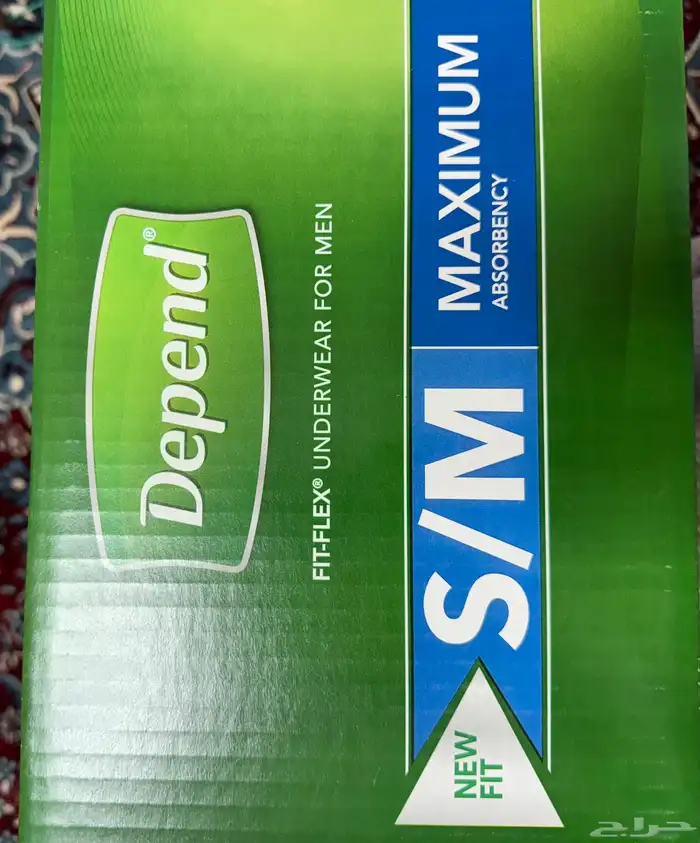 Depend®
FIT-FLEX® UNDERWEAR FOR MEN
NEW
FIT
S/M
MAXIMUM
ABSORBENCY
حراج